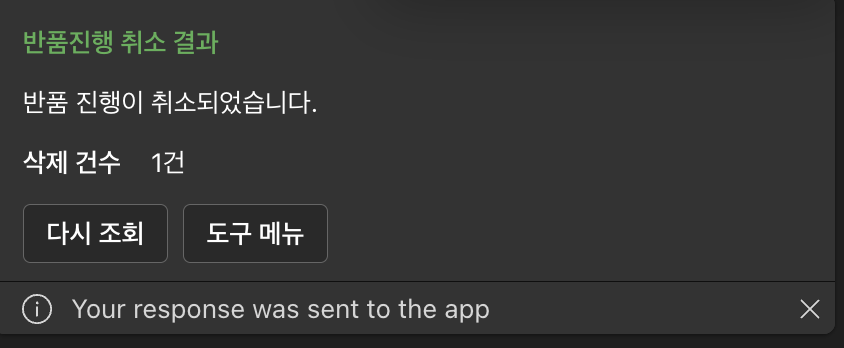 반품진행 취소 결과
반품 진행이 취소되었습니다.
삭제 건수 1건
다시 조회 도구 메뉴
Your response was sent to the app